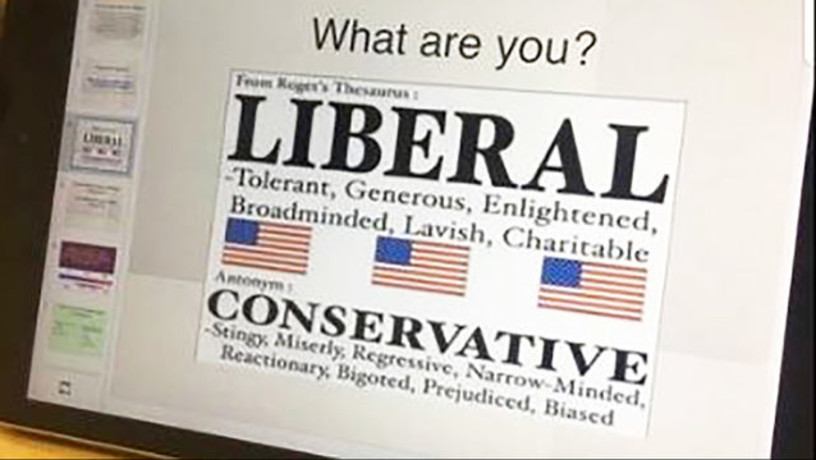 What are you?
From Roget's Thesaurus :
LIBERAL
-Tolerant, Generous, Enlightened,
Broadminded, Lavish, Charitable
Antonym :
CONSERVATIVE
-Stingy, Miserly, Regressive, Narrow-Minded,
Reactionary, Bigoted, Prejudiced, Biased
LIBERAL